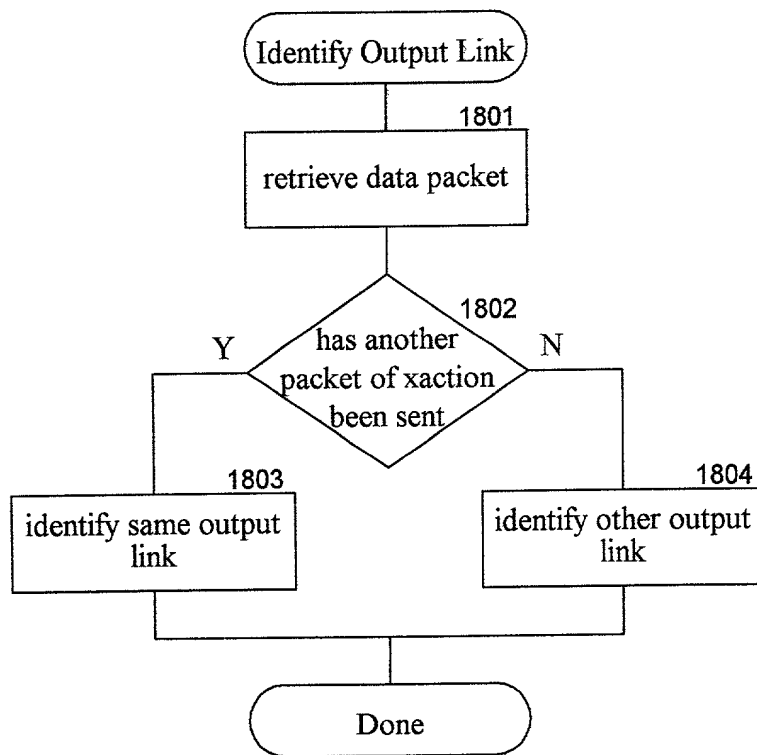 Identify Output Link
1801
retrieve data packet
1802
Y
N
has another
packet of xaction
been sent
1803
1804
identify same output
link
identify other output
link
Done